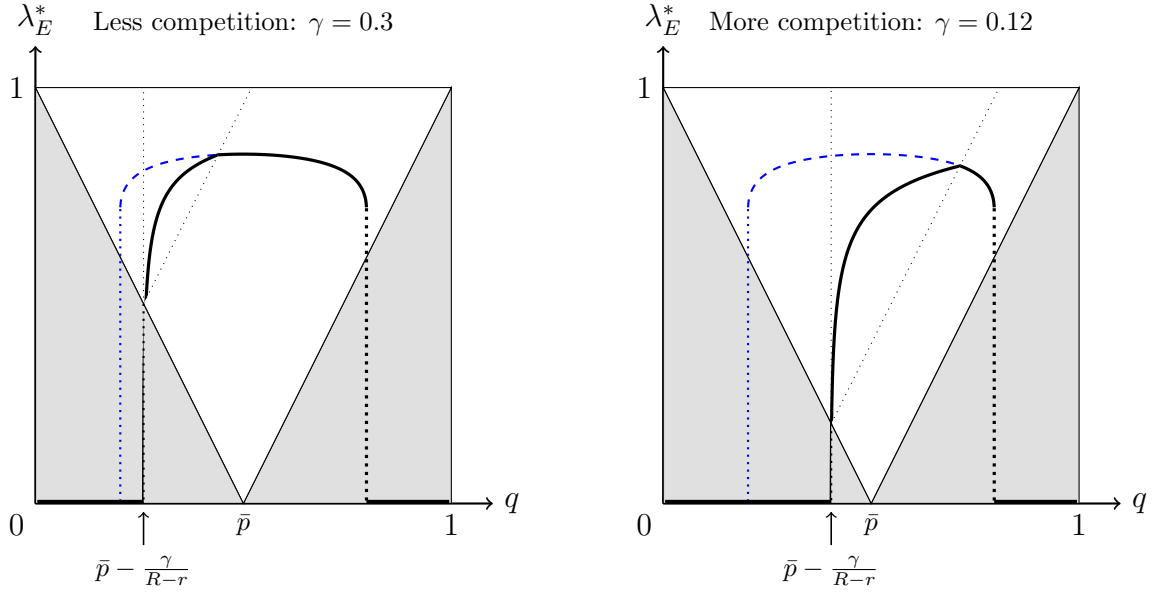 λ*_E Less competition: γ = 0.3
1
0 p̄ 1 q
p̄ − γ/(R−r)
λ*_E More competition: γ = 0.12
1
0 p̄ 1 q
p̄ − γ/(R−r)